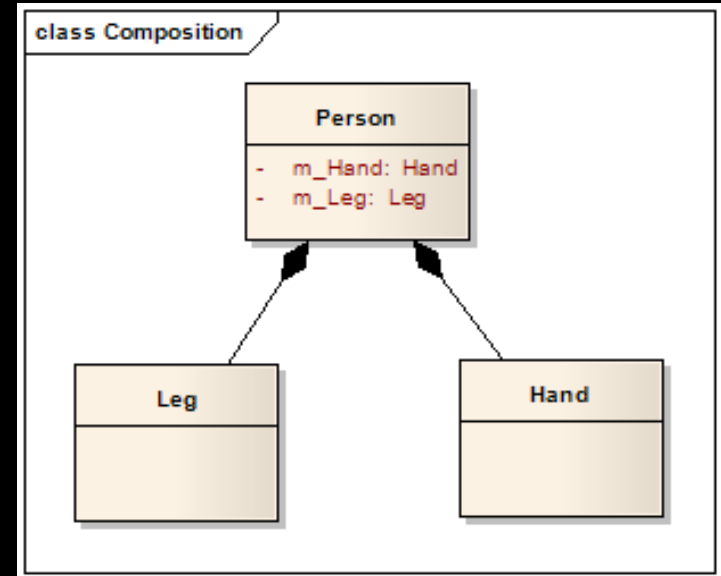 class Composition
Person
- m_Hand: Hand
- m_Leg: Leg
Leg
Hand